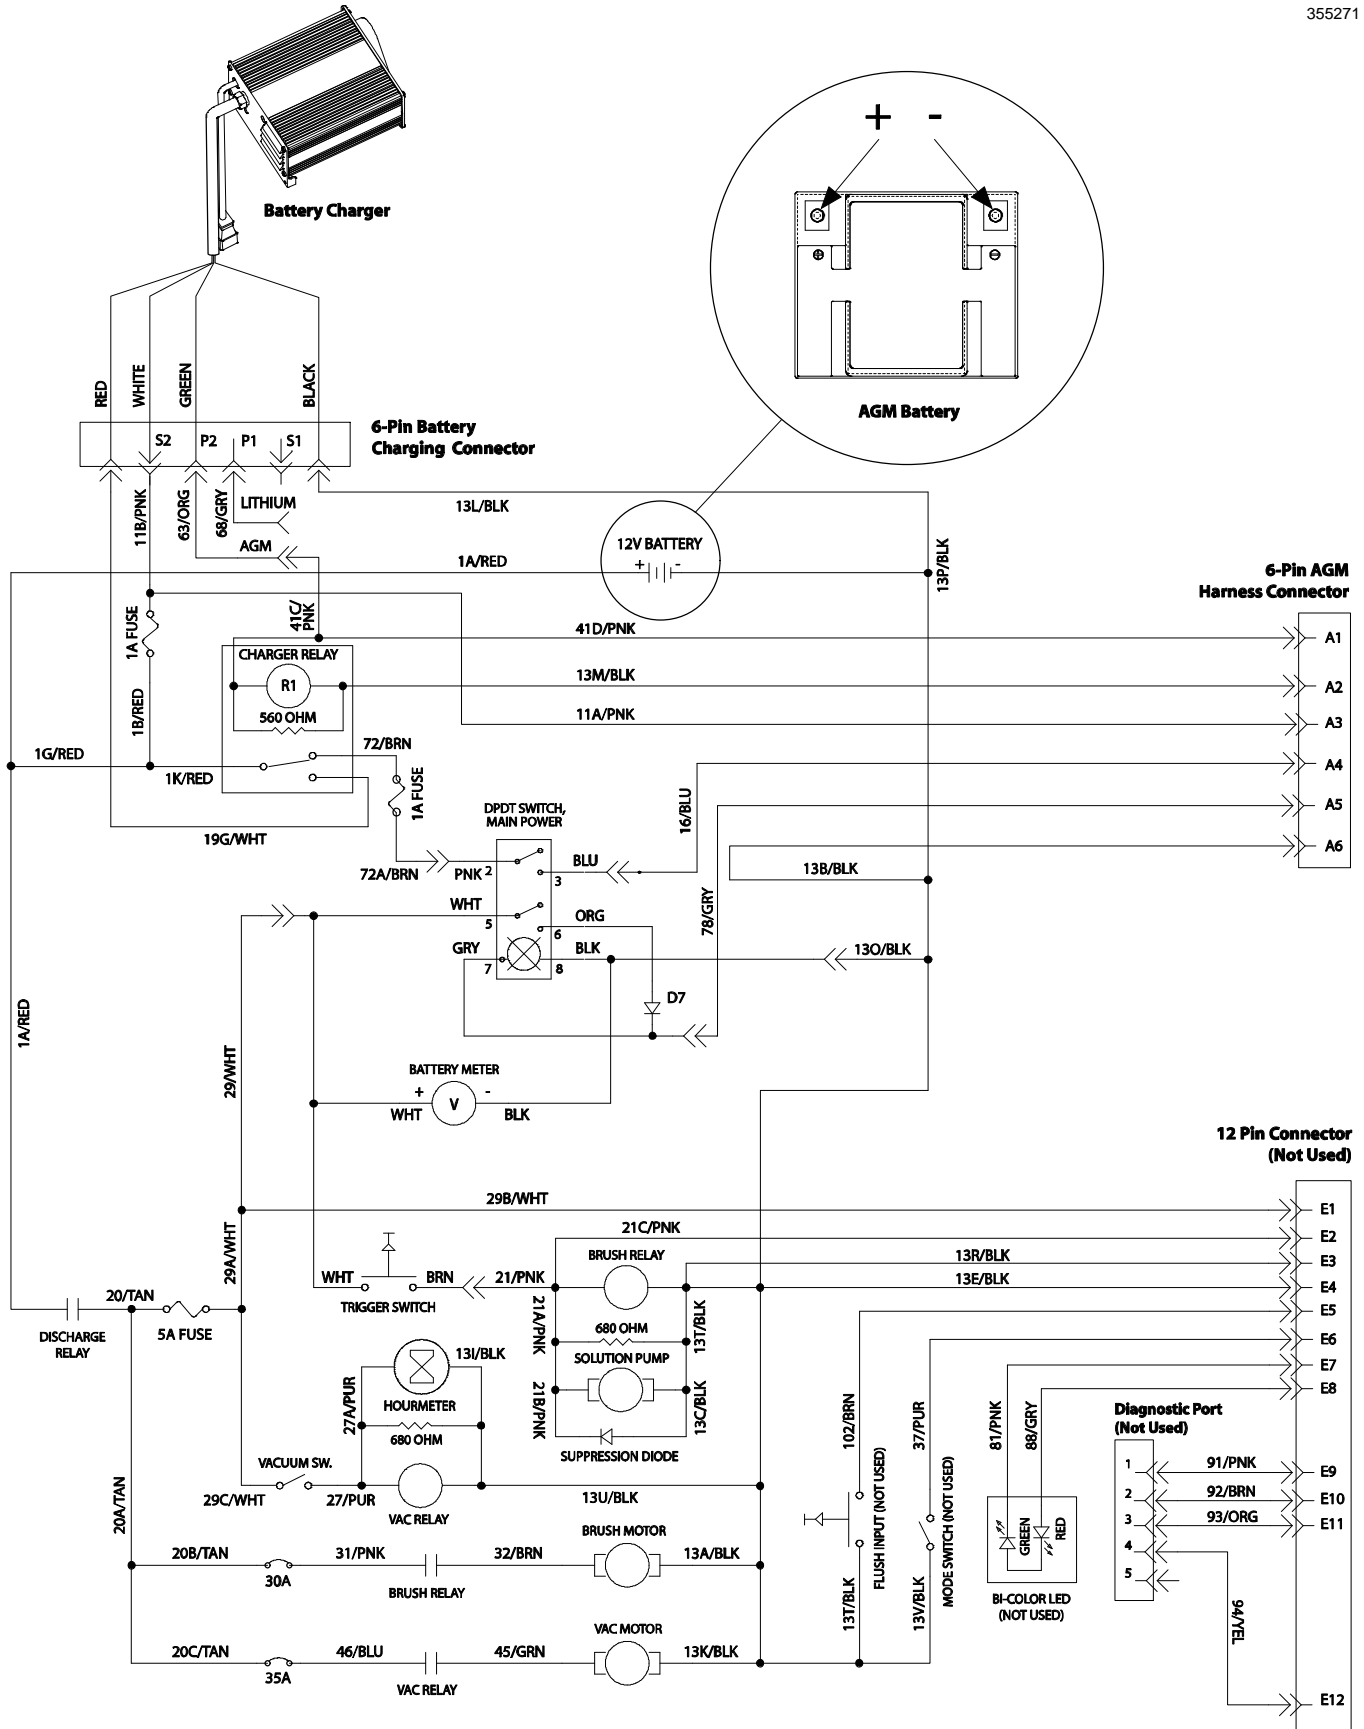 355271
+ -
Battery Charger
RED
WHITE
GREEN
BLACK
AGM Battery
6-Pin Battery
Charging Connector
S2 P2 P1 S1
11B/PNK
63/ORG
68/GRY
LITHIUM
AGM
13L/BLK
12V BATTERY
+ -
1A/RED
13P/BLK
6-Pin AGM
Harness Connector
1A FUSE
41C/
PNK
41D/PNK
A1
CHARGER RELAY
R1
560 OHM
13M/BLK
A2
11A/PNK
A3
1B/RED
1G/RED
1K/RED
72/BRN
1A FUSE
A4
16/BLU
A5
19G/WHT
DPDT SWITCH,
MAIN POWER
A6
72A/BRN
PNK
2
BLU
3
13B/BLK
78/GRY
WHT
5
ORG
6
GRY
7
BLK
8
13O/BLK
D7
1A/RED
29/WHT
BATTERY METER
+ -
V
WHT
BLK
12 Pin Connector
(Not Used)
29B/WHT
E1
21C/PNK
E2
29A/WHT
BRUSH RELAY
13R/BLK
E3
WHT
BRN
21/PNK
13E/BLK
E4
TRIGGER SWITCH
20/TAN
5A FUSE
DISCHARGE
RELAY
21A/PNK
680 OHM
13T/BLK
E5
E6
SOLUTION PUMP
13I/BLK
E7
27A/PUR
HOURMETER
21B/PNK
13C/BLK
E8
680 OHM
SUPPRESSION DIODE
102/BRN
37/PUR
81/PNK
88/GRY
Diagnostic Port
(Not Used)
VACUUM SW.
29C/WHT
27/PUR
VAC RELAY
13U/BLK
1
91/PNK
E9
2
92/BRN
E10
3
93/ORG
E11
4
5
20A/TAN
FLUSH INPUT (NOT USED)
MODE SWITCH (NOT USED)
GREEN
RED
BI-COLOR LED
(NOT USED)
20B/TAN
30A
31/PNK
BRUSH RELAY
32/BRN
BRUSH MOTOR
13A/BLK
13T/BLK
13V/BLK
94/YEL
20C/TAN
35A
46/BLU
VAC RELAY
45/GRN
VAC MOTOR
13K/BLK
E12